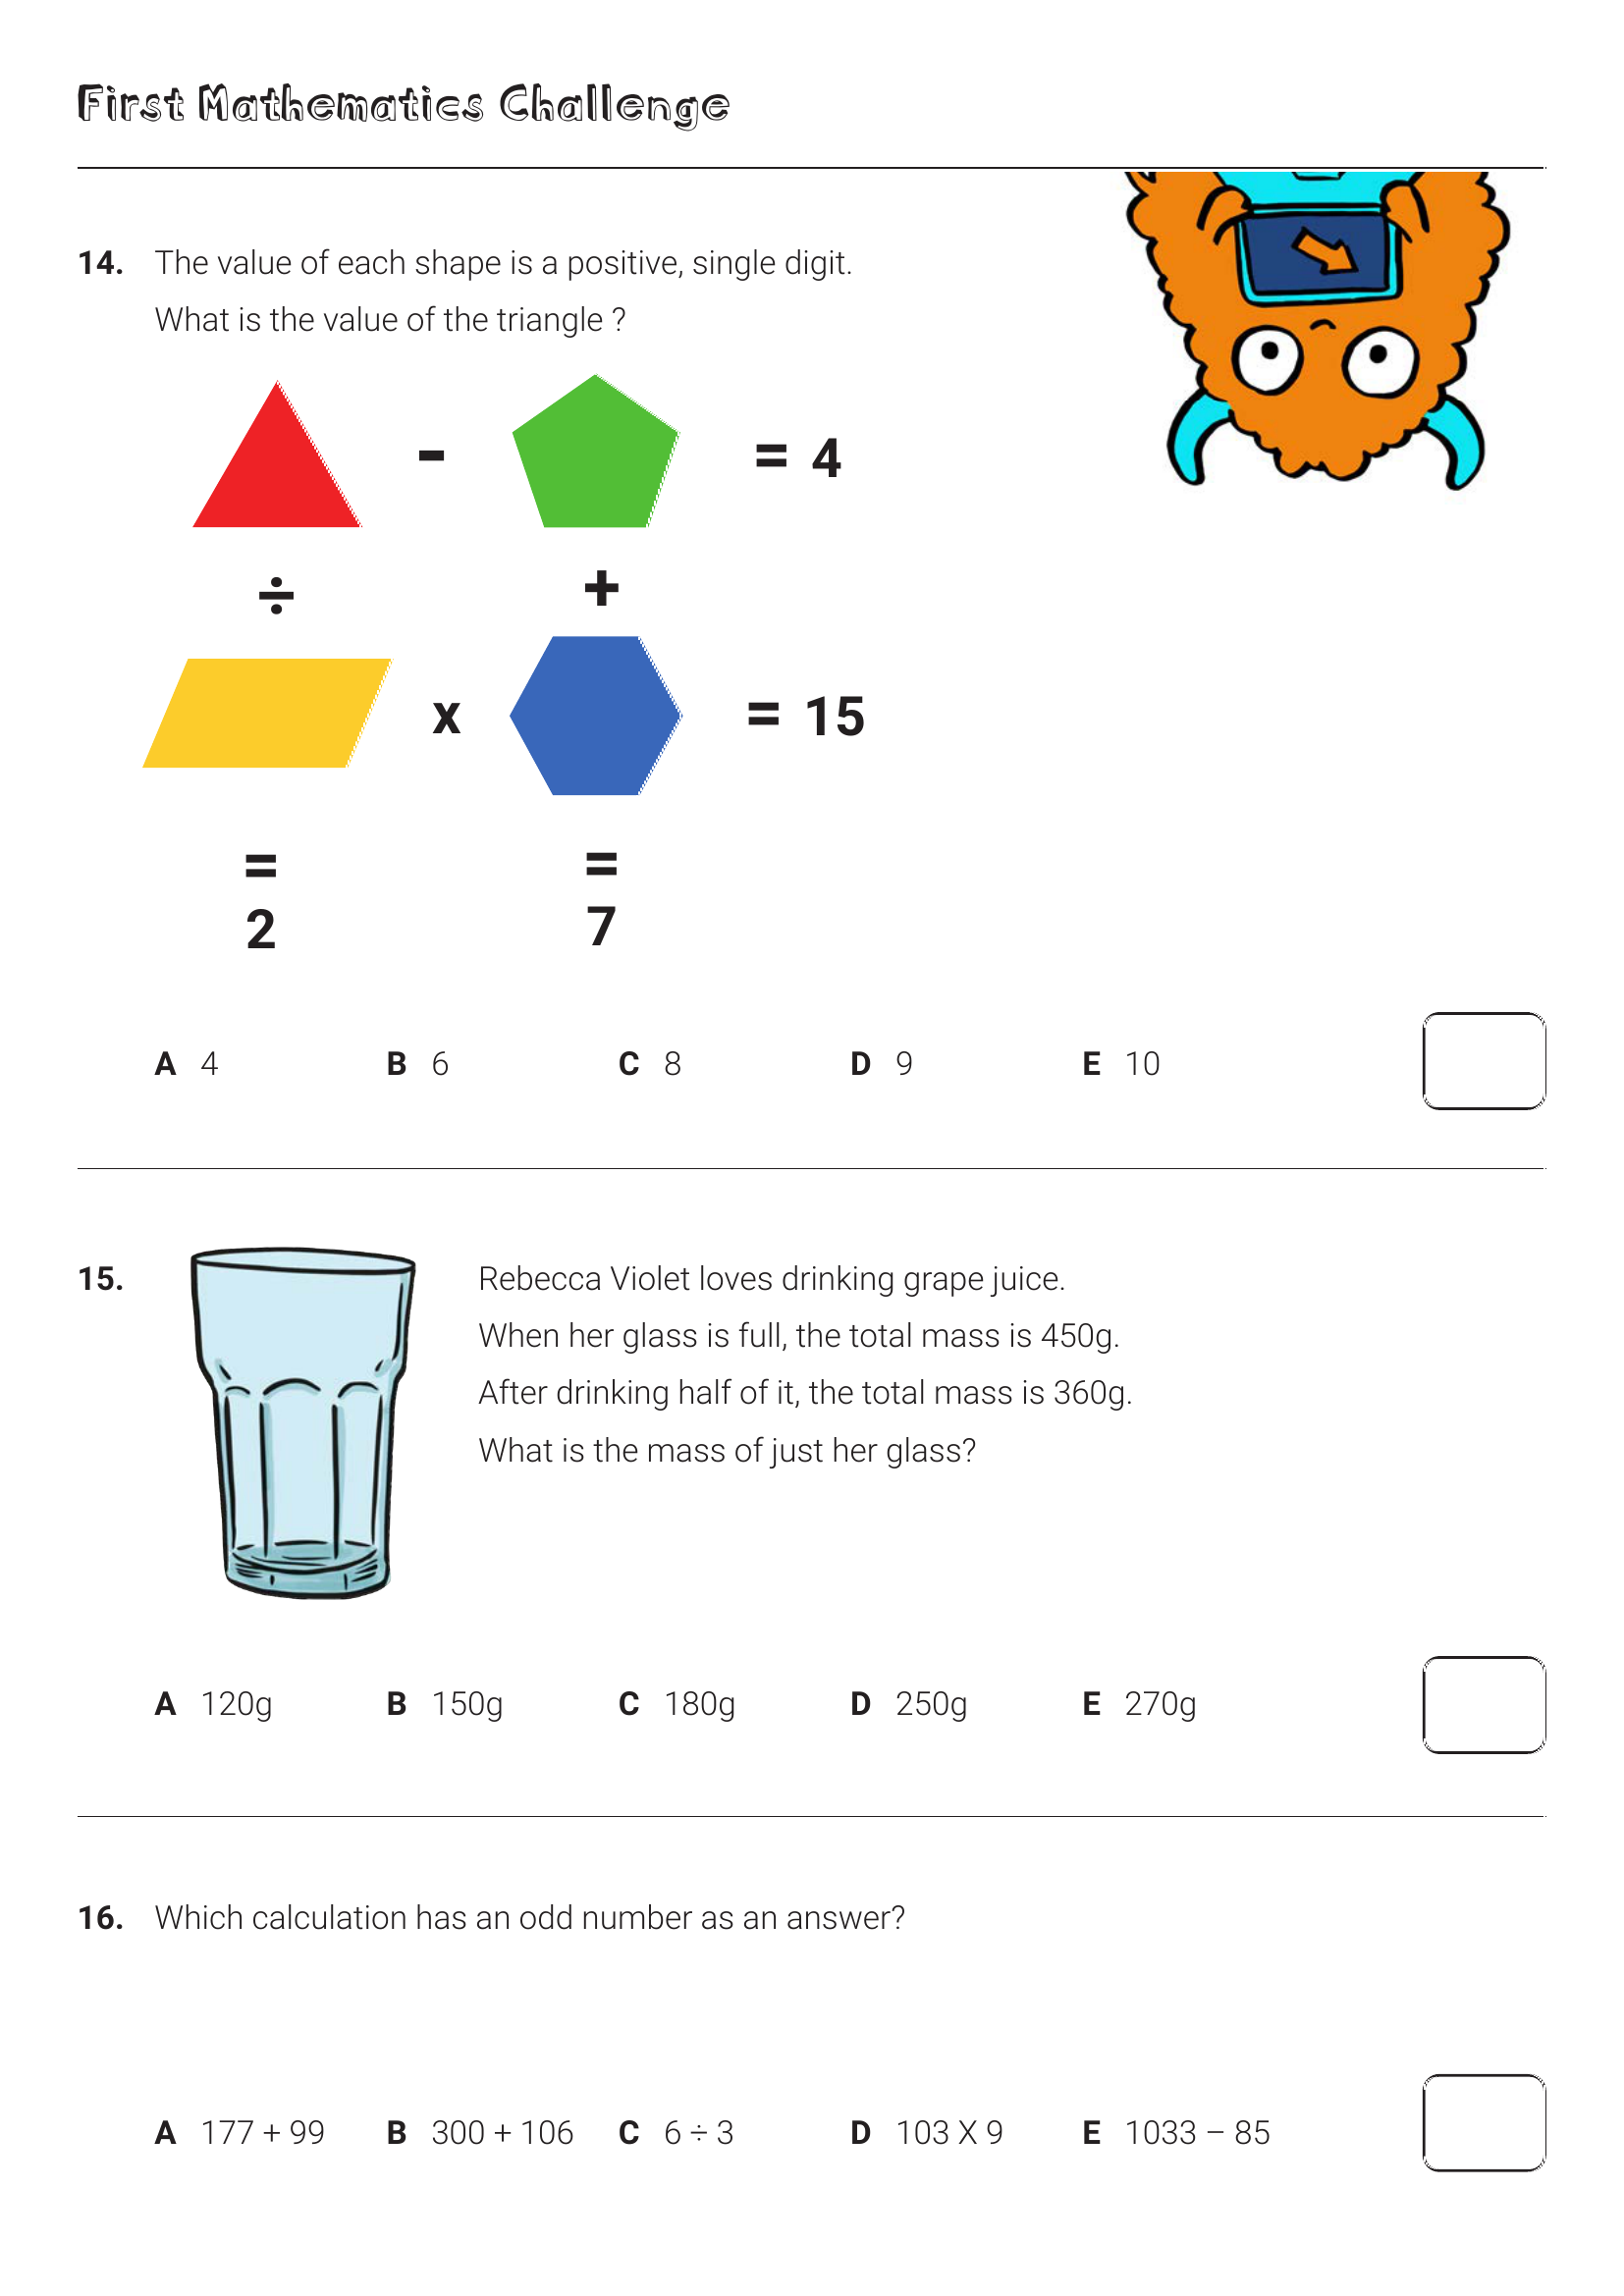 First Mathematics Challenge
14. The value of each shape is a positive, single digit.
What is the value of the triangle ?
- = 4
÷ +
x = 15
= =
2 7
A 4 B 6 C 8 D 9 E 10
15. Rebecca Violet loves drinking grape juice.
When her glass is full, the total mass is 450g.
After drinking half of it, the total mass is 360g.
What is the mass of just her glass?
A 120g B 150g C 180g D 250g E 270g
16. Which calculation has an odd number as an answer?
A 177 + 99 B 300 + 106 C 6 ÷ 3 D 103 X 9 E 1033 – 85